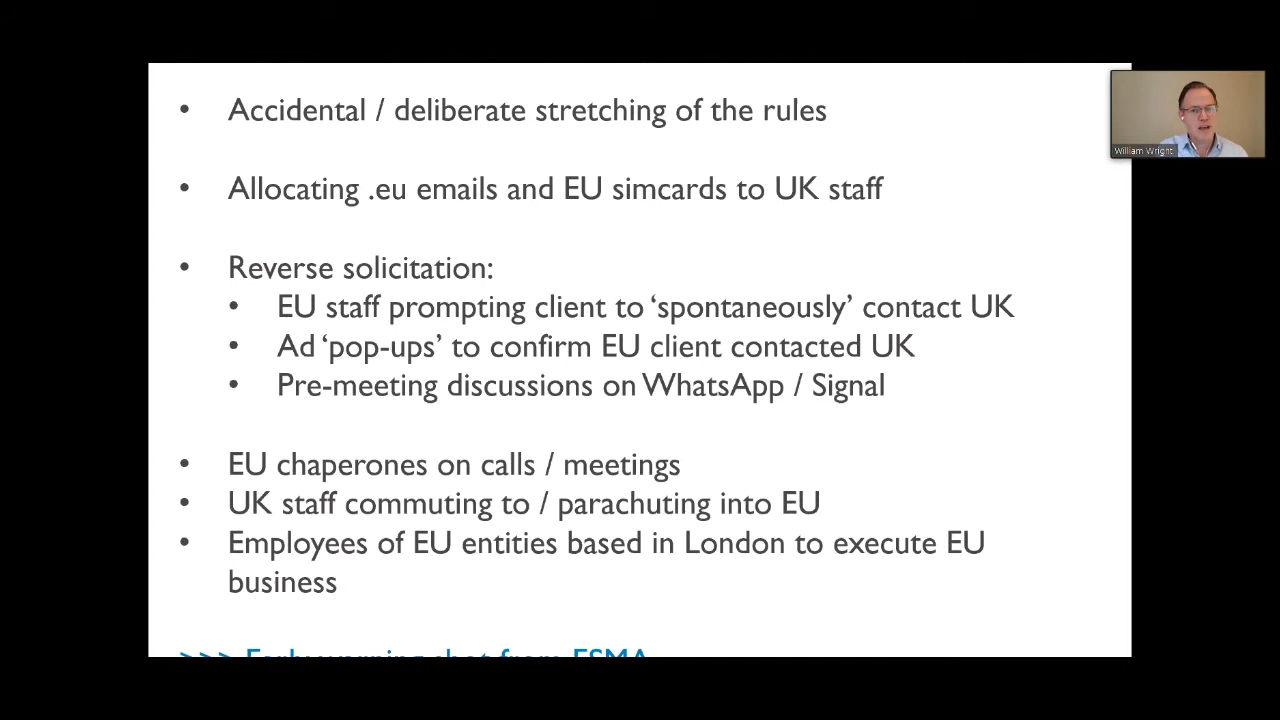 • Accidental / deliberate stretching of the rules
• Allocating .eu emails and EU simcards to UK staff
• Reverse solicitation:
• EU staff prompting client to ‘spontaneously’ contact UK
• Ad ‘pop-ups’ to confirm EU client contacted UK
• Pre-meeting discussions on WhatsApp / Signal
• EU chaperones on calls / meetings
• UK staff commuting to / parachuting into EU
• Employees of EU entities based in London to execute EU
business
>>> Early warning shot from ESMA
William Wright